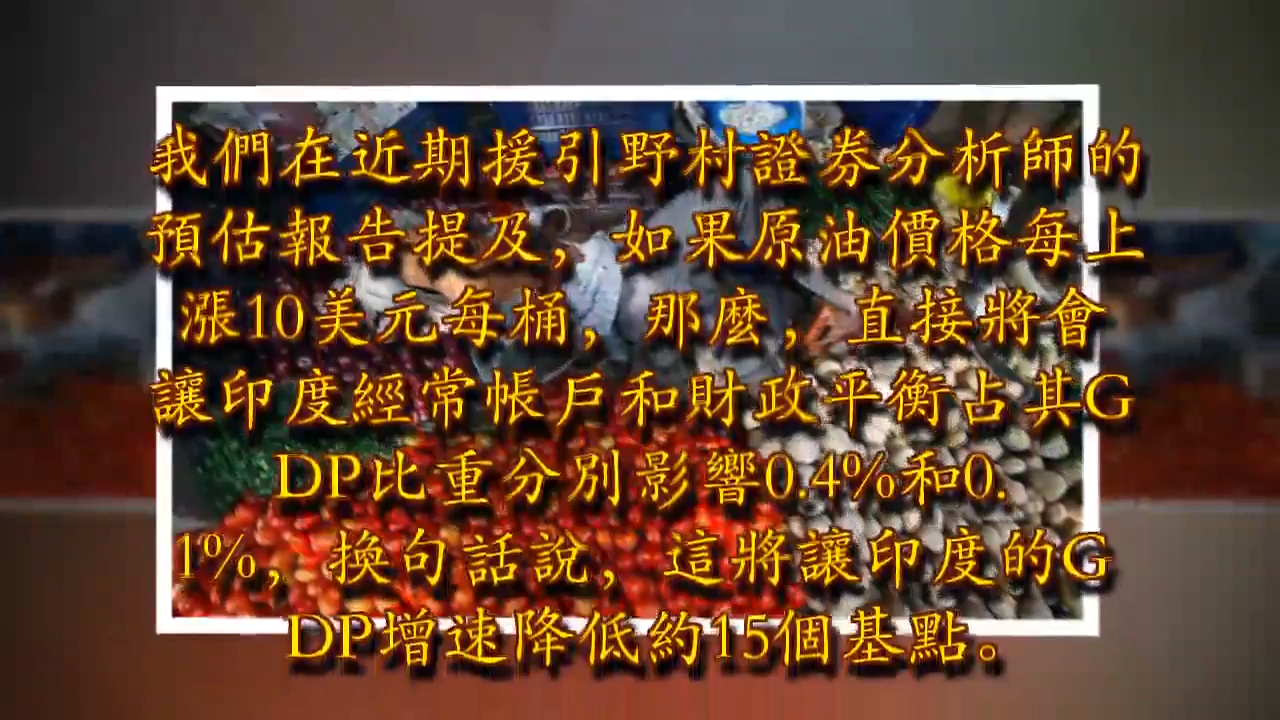 我們在近期援引野村證券分析師的
預估報告提及，如果原油價格每上
漲10美元每桶，那麼，直接將會
讓印度經常帳戶和財政平衡占其G
DP比重分別影響0.4%和0.
1%，換句話說，這將讓印度的G
DP增速降低約15個基點。